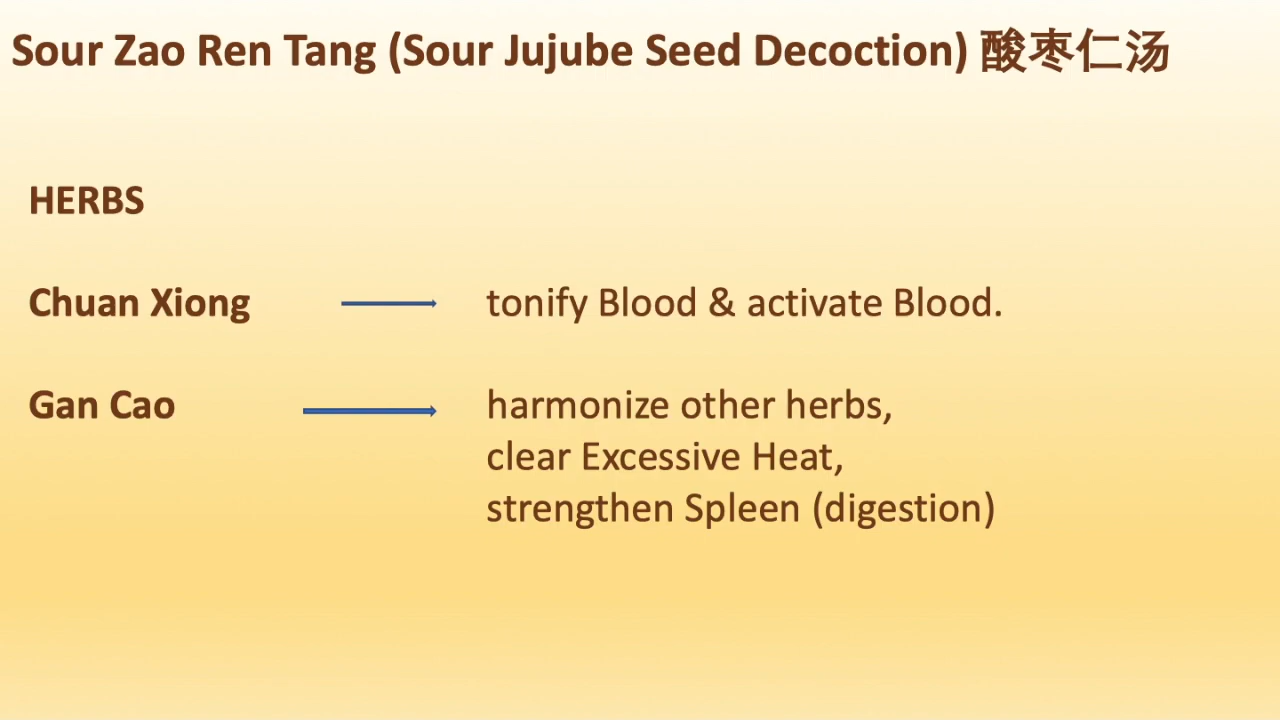 Sour Zao Ren Tang (Sour Jujube Seed Decoction) 酸枣仁汤
HERBS
Chuan Xiong tonify Blood & activate Blood.
Gan Cao harmonize other herbs,
clear Excessive Heat,
strengthen Spleen (digestion)